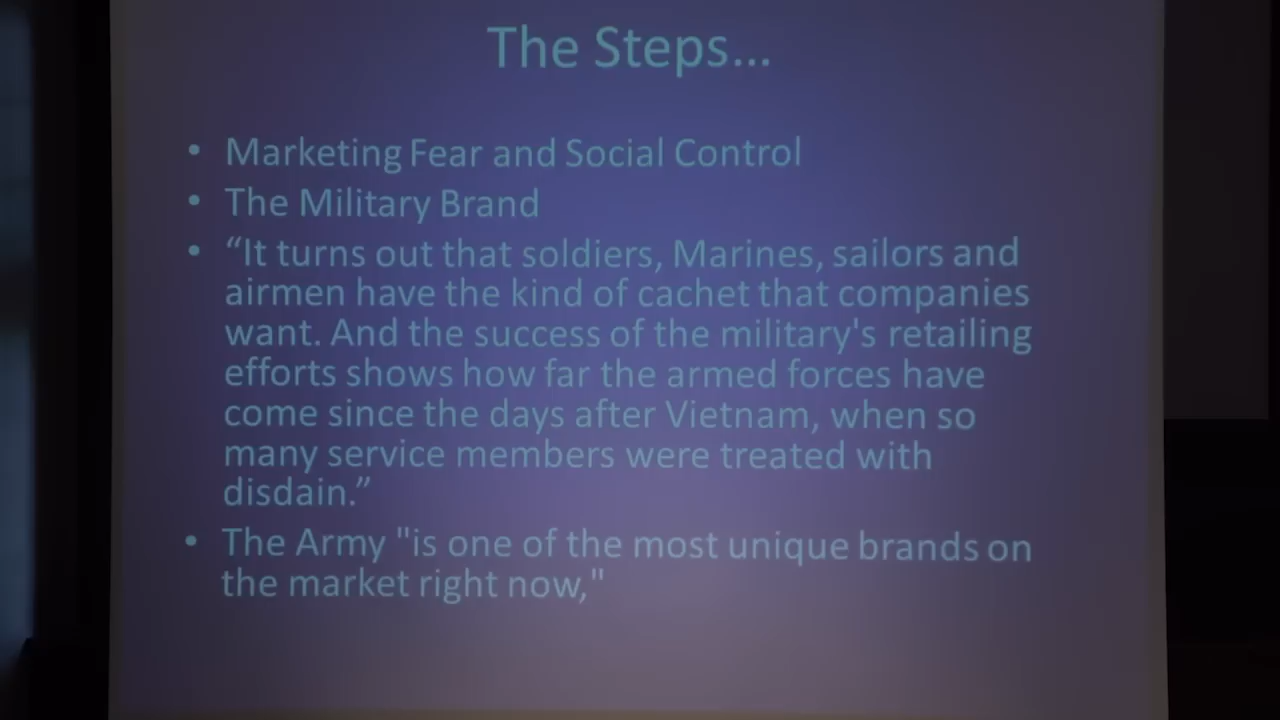 The Steps...
• Marketing Fear and Social Control
• The Military Brand
• “It turns out that soldiers, Marines, sailors and
airmen have the kind of cachet that companies
want. And the success of the military's retailing
efforts shows how far the armed forces have
come since the days after Vietnam, when so
many service members were treated with
disdain.”
• The Army "is one of the most unique brands on
the market right now,"